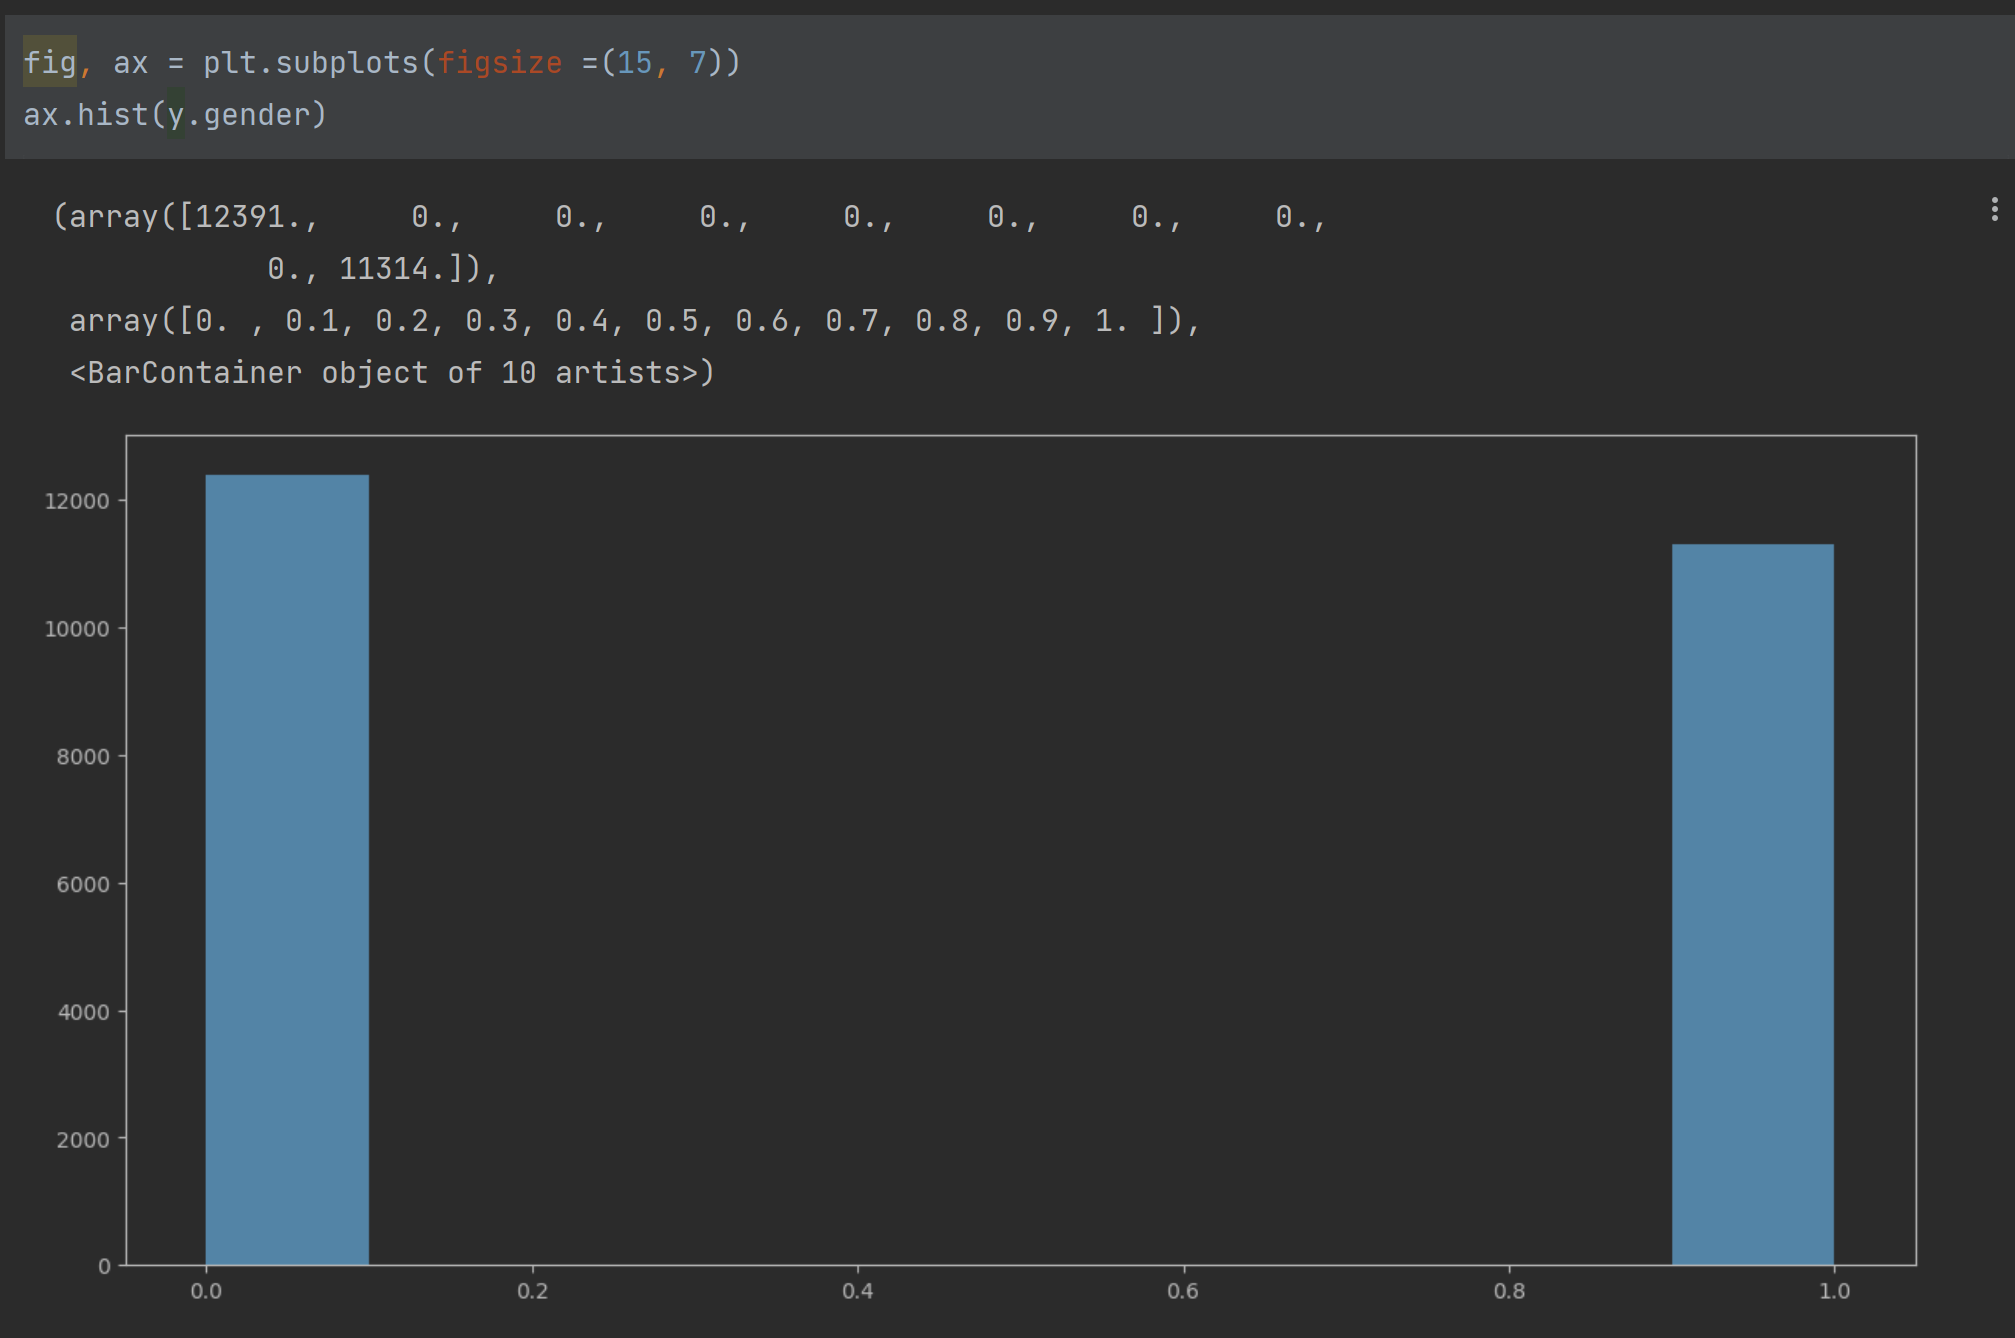 fig, ax = plt.subplots(figsize =(15, 7))
ax.hist(y.gender)
(array([12391.,     0.,     0.,     0.,     0.,     0.,     0.,     0.,
            0., 11314.]),
 array([0. , 0.1, 0.2, 0.3, 0.4, 0.5, 0.6, 0.7, 0.8, 0.9, 1. ]),
 <BarContainer object of 10 artists>)
12000
10000
8000
6000
4000
2000
0
0.0 0.2 0.4 0.6 0.8 1.0